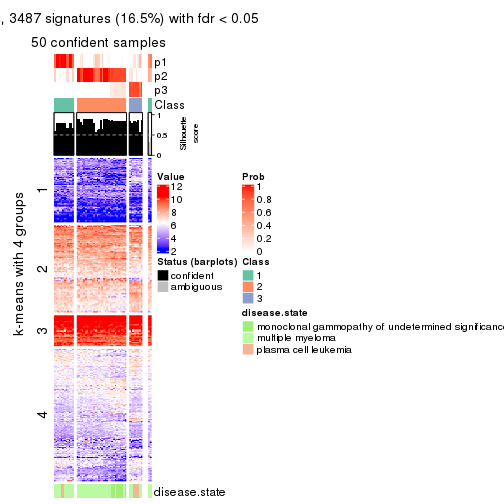 , 3487 signatures (16.5%) with fdr < 0.05
50 confident samples
p1
p2
p3
Class
1
0.5
0
Silhouette
score
k-means with 4 groups
1
2
3
4
Value
12
10
8
6
4
2
Prob
1
0.8
0.6
0.4
0.2
0
Status (barplots)
confident
ambiguous
Class
1
2
3
disease.state
monoclonal gammopathy of undetermined significance
multiple myeloma
plasma cell leukemia
disease.state